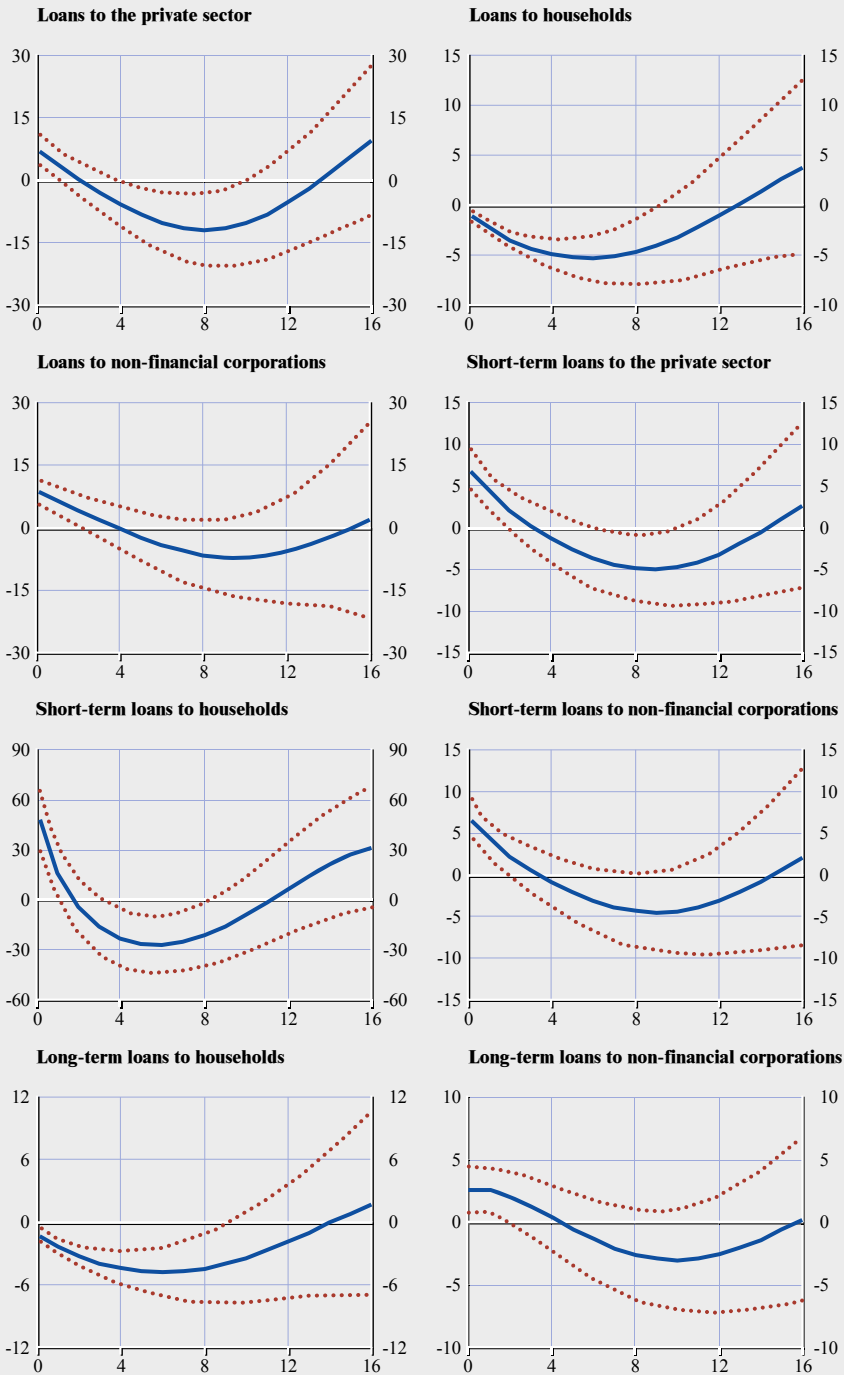 Loans to the private sector
30 30
15 15
0 0
-15 -15
-30 -30
0 4 8 12 16
Loans to households
15 15
10 10
5 5
0 0
-5 -5
-10 -10
0 4 8 12 16
Loans to non-financial corporations
30 30
15 15
0 0
-15 -15
-30 -30
0 4 8 12 16
Short-term loans to the private sector
15 15
10 10
5 5
0 0
-5 -5
-10 -10
-15 -15
0 4 8 12 16
Short-term loans to households
90 90
60 60
30 30
0 0
-30 -30
-60 -60
0 4 8 12 16
Short-term loans to non-financial corporations
15 15
10 10
5 5
0 0
-5 -5
-10 -10
-15 -15
0 4 8 12 16
Long-term loans to households
12 12
6 6
0 0
-6 -6
-12 -12
0 4 8 12 16
Long-term loans to non-financial corporations
10 10
5 5
0 0
-5 -5
-10 -10
0 4 8 12 16